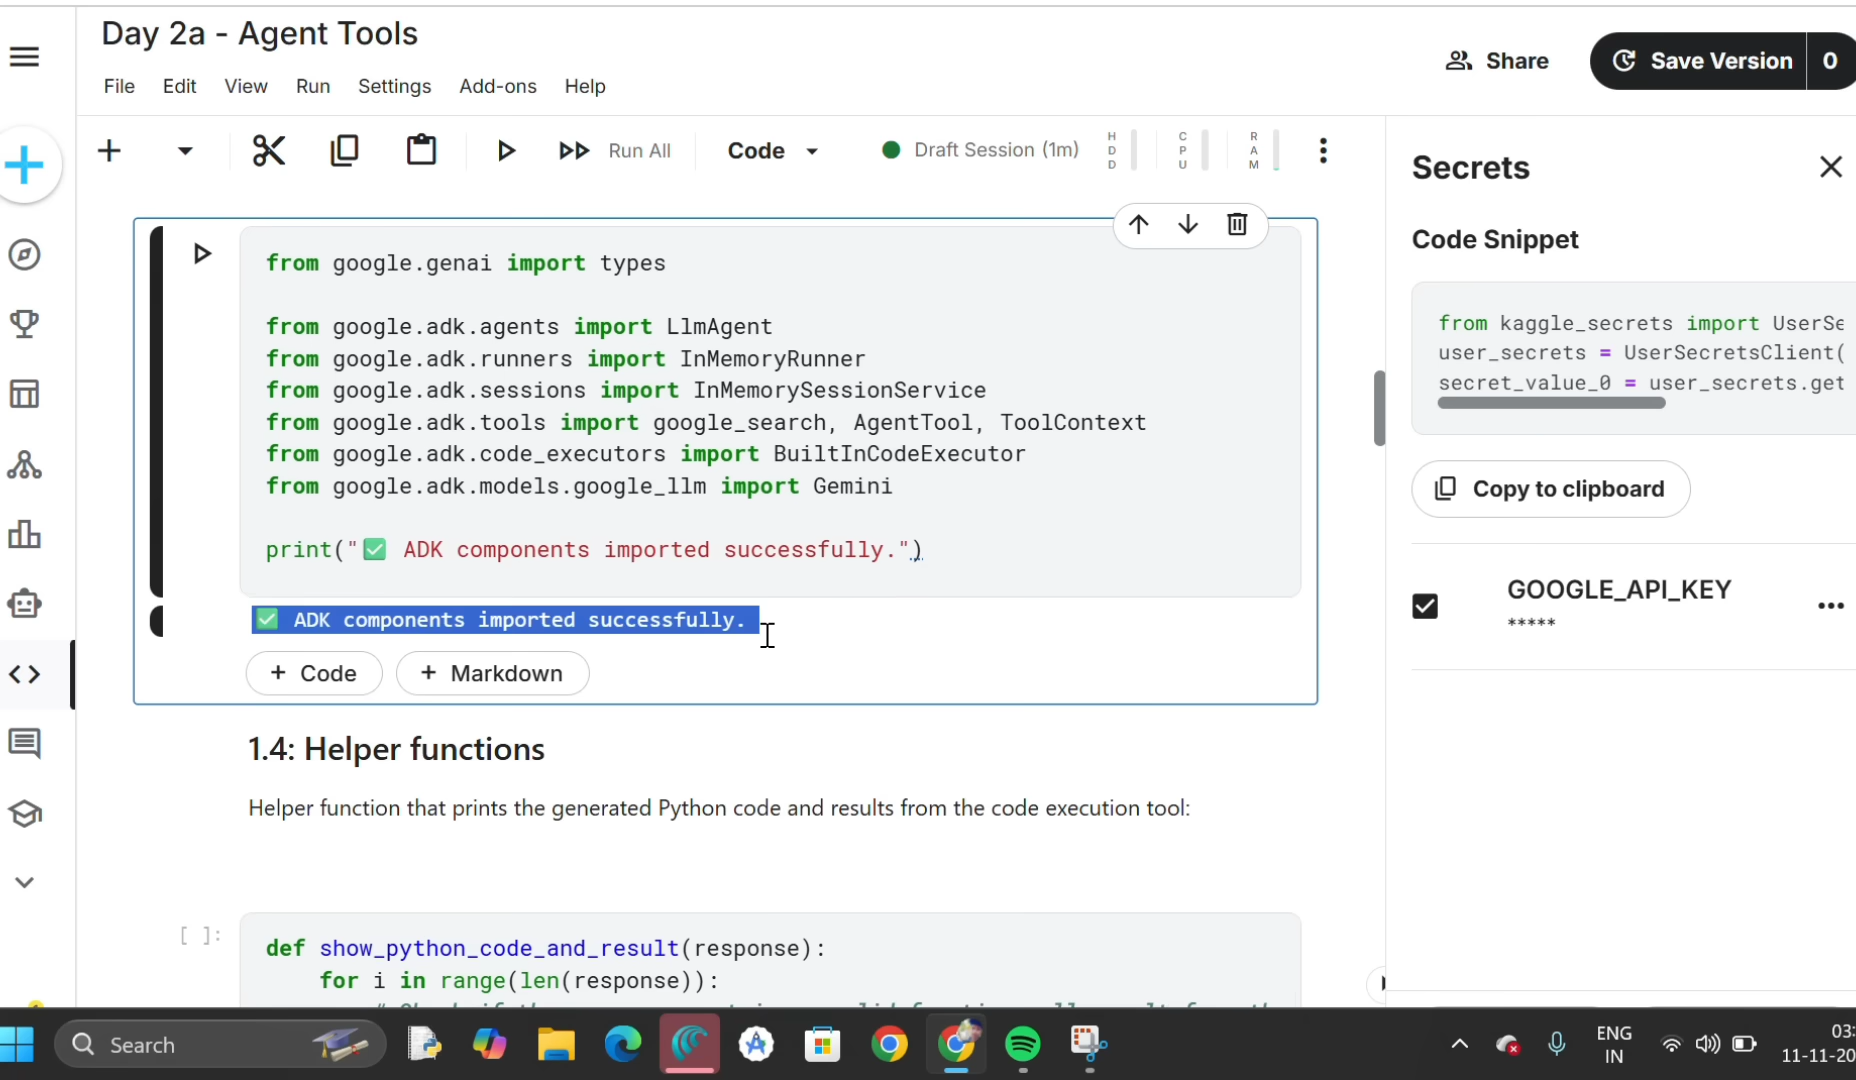 Day 2a - Agent Tools
File Edit View Run Settings Add-ons Help
Share
Save Version 0
Run All
Code
Draft Session (1m)
HDD
CPU
RAM
from google.genai import types
from google.adk.agents import LlmAgent
from google.adk.runners import InMemoryRunner
from google.adk.sessions import InMemorySessionService
from google.adk.tools import google_search, AgentTool, ToolContext
from google.adk.code_executors import BuiltInCodeExecutor
from google.adk.models.google_llm import Gemini
print("✅ ADK components imported successfully.")
✅ ADK components imported successfully.
+ Code + Markdown
1.4: Helper functions
Helper function that prints the generated Python code and results from the code execution tool:
[ ]:
def show_python_code_and_result(response):
for i in range(len(response)):
Secrets
Code Snippet
from kaggle_secrets import UserSe
user_secrets = UserSecretsClient(
secret_value_0 = user_secrets.get
Copy to clipboard
GOOGLE_API_KEY
*****
Search
ENG
IN
03:
11-11-20